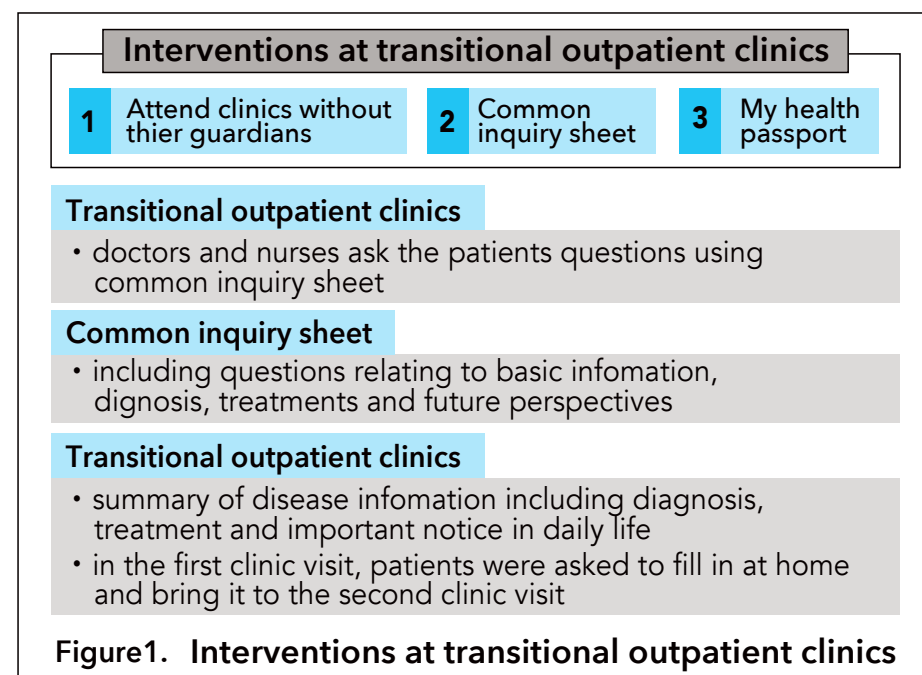 Interventions at transitional outpatient clinics
1 Attend clinics without
thier guardians
2 Common
inquiry sheet
3 My health
passport
Transitional outpatient clinics
・doctors and nurses ask the patients questions using
common inquiry sheet
Common inquiry sheet
・including questions relating to basic infomation,
dignosis, treatments and future perspectives
Transitional outpatient clinics
・summary of disease infomation including diagnosis,
treatment and important notice in daily life
・in the first clinic visit, patients were asked to fill in at home
and bring it to the second clinic visit
Figure1. Interventions at transitional outpatient clinics